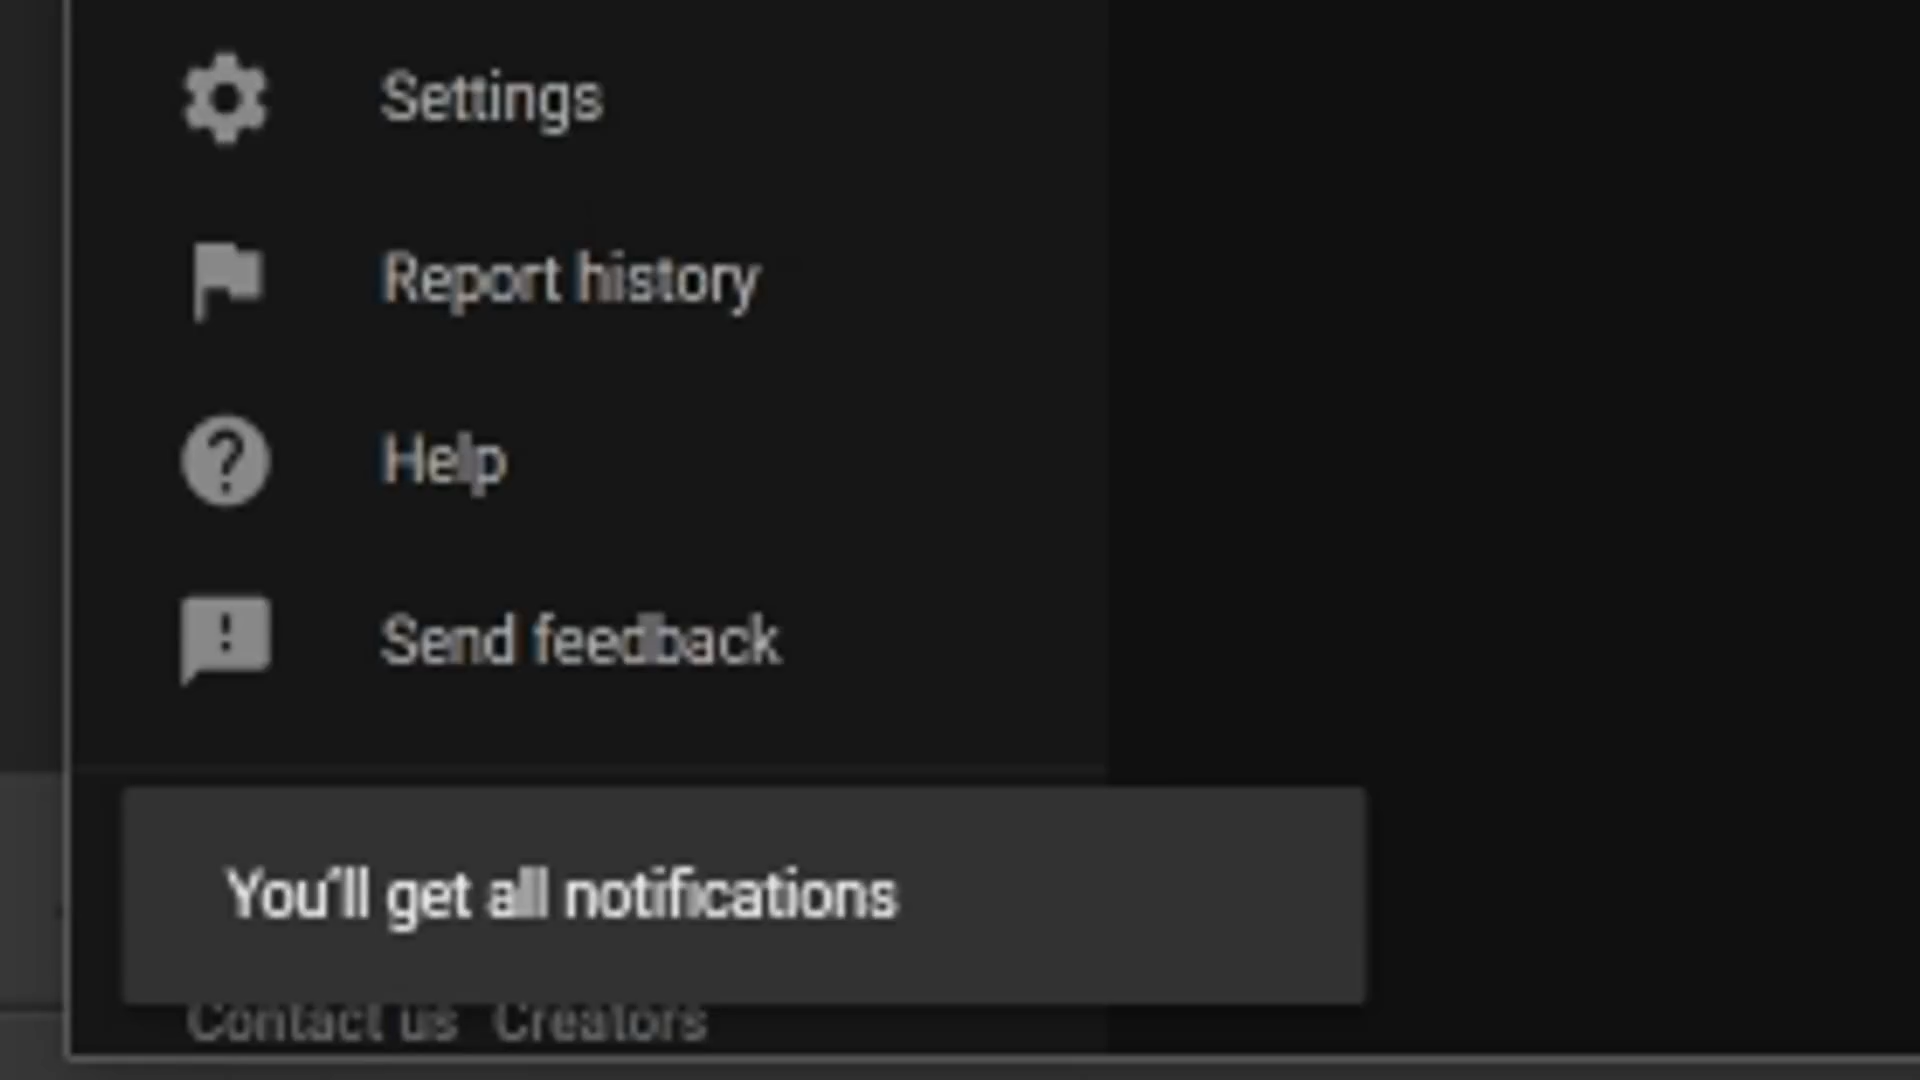 Settings
Report history
Help
Send feedback
You'll get all notifications
Contact us Creators